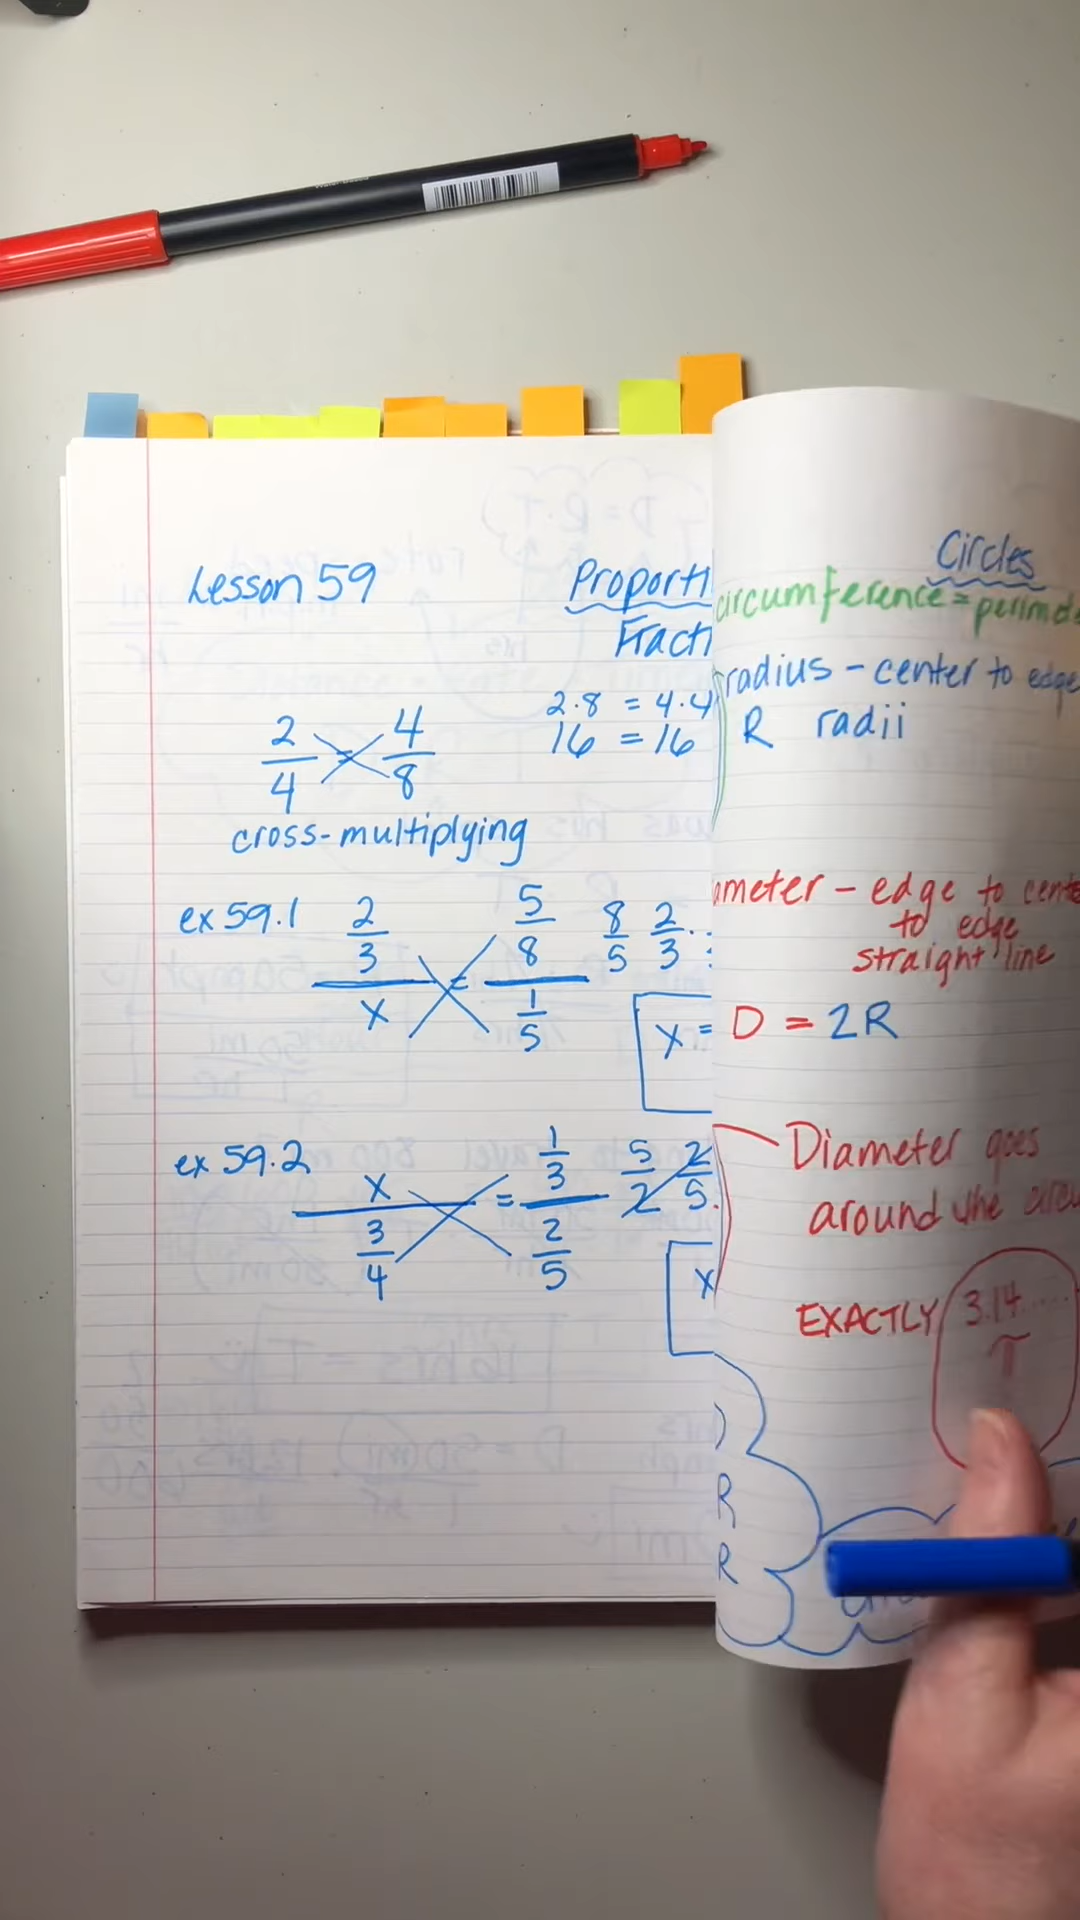 Lesson 59
Proporti
Fracti
2/4 = 4/8
2·8 = 4·4
16 = 16
cross-multiplying
ex 59.1
2/3 / x = 5/8 / 1/5
8/5 2/3
x =
ex 59.2
x / 3/4 = 1/3 / 2/5
5/2 2/5
x
Circles
circumference = perimete
radius - center to edge
R radii
ameter - edge to cente
to edge
straight line
D = 2R
Diameter goes
around the circ
EXACTLY 3.14.....
π
R
R